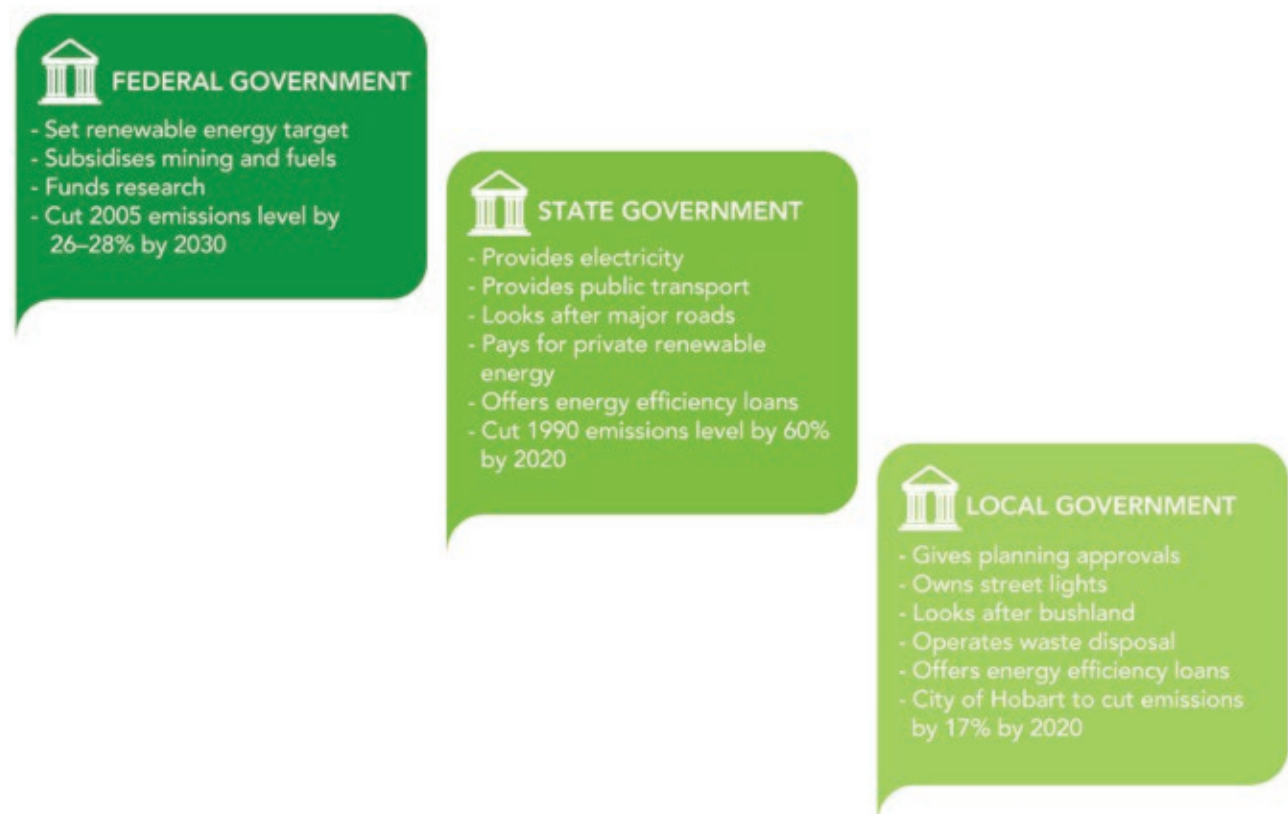 FEDERAL GOVERNMENT
- Set renewable energy target
- Subsidises mining and fuels
- Funds research
- Cut 2005 emissions level by
26–28% by 2030
STATE GOVERNMENT
- Provides electricity
- Provides public transport
- Looks after major roads
- Pays for private renewable
energy
- Offers energy efficiency loans
- Cut 1990 emissions level by 60%
by 2020
LOCAL GOVERNMENT
- Gives planning approvals
- Owns street lights
- Looks after bushland
- Operates waste disposal
- Offers energy efficiency loans
- City of Hobart to cut emissions
by 17% by 2020